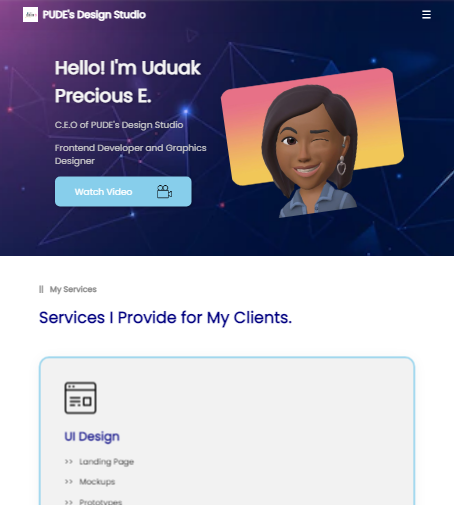 PUDE's Design Studio
Hello! I'm Uduak
Precious E.
C.E.O of PUDE's Design Studio
Frontend Developer and Graphics
Designer
Watch Video
|| My Services
Services I Provide for My Clients.
UI Design
>> Landing Page
>> Mockups
>> Prototypes